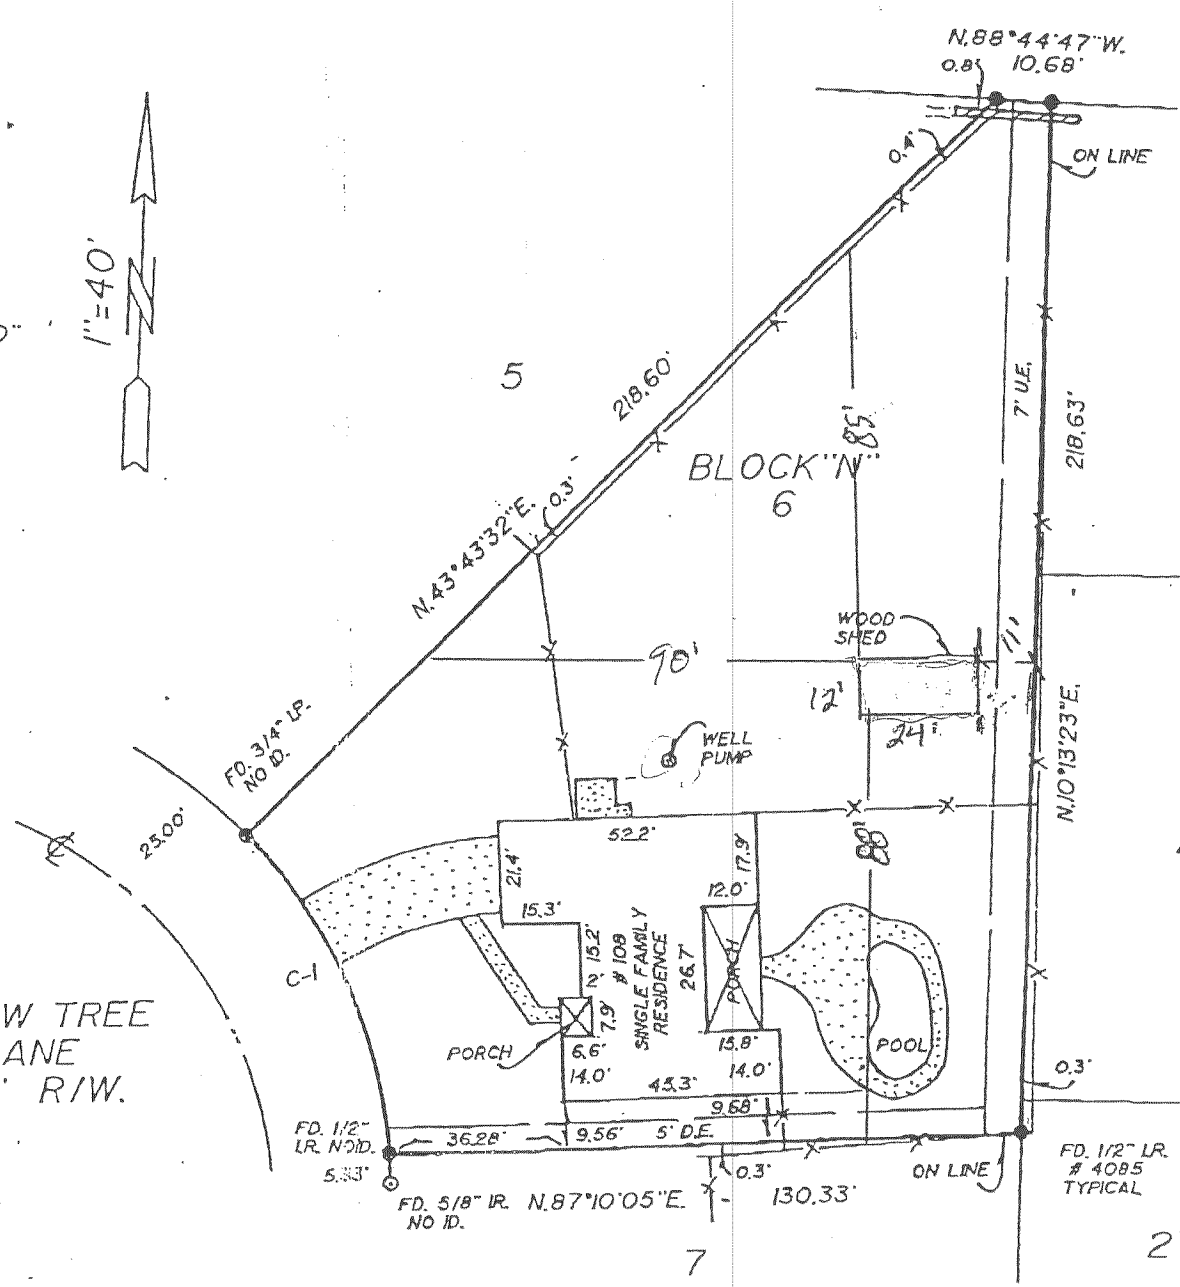 N.88°44'47"W.
0.8' 10.68'
ON LINE
0.4'
1"=40'
5
218.60'
7' U.E.
218.63'
85'
BLOCK "N"
6
0.3'
N.43°43'32"E.
WOOD
SHED
11'
90'
12'
24'
N.10°13'23"E.
FD. 3/4" I.P.
NO ID.
WELL
PUMP
25.00'
52.2'
88'
21.4'
17.9'
12.0'
15.3'
15.2'
# 108
SINGLE FAMILY
RESIDENCE
26.7'
PORCH
2'
7.9'
C-1
W TREE
ANE
' R/W.
PORCH
6.6'
14.0'
15.8'
14.0'
POOL
45.3'
0.3'
9.68'
FD. 1/2"
I.R. NO ID.
36.28'
9.56'
5' D.E.
5.33'
0.3'
ON LINE
FD. 1/2" I.R.
# 4085
TYPICAL
FD. 5/8" IR.
NO ID.
N.87°10'05"E.
130.33'
7
2